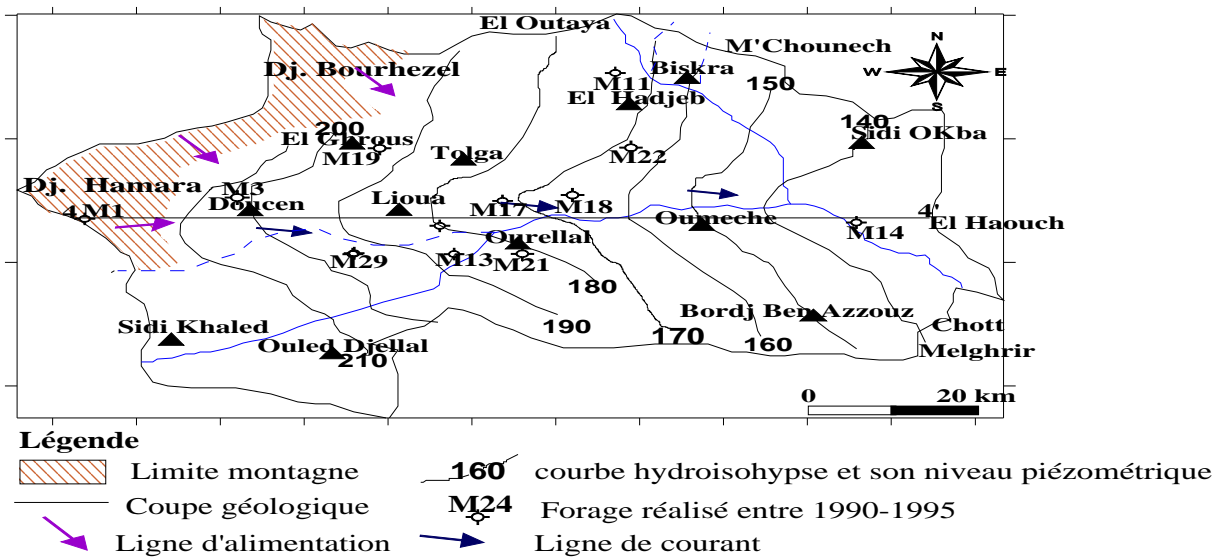 El Outaya
M'Chounech
N
W
E
S
Dj. Bourhezel
M11
Biskra
150
El Hadjeb
140
200
El Ghrous
Sidi OKba
M19
Tolga
M22
Dj. Hamara
M3
4
M1
Doucen
Lioua
M17
M18
Oumeche
4'
El Haouch
M14
Ourellal
M29
M13
M21
180
Bordj Ben Azzouz
190
170
160
Chott
Melghrir
Sidi Khaled
Ouled Djellal
210
0
20 km
Légende
Limite montagne
160
courbe hydroisohypse et son niveau piézométrique
Coupe géologique
M24
Forage réalisé entre 1990-1995
Ligne d'alimentation
Ligne de courant